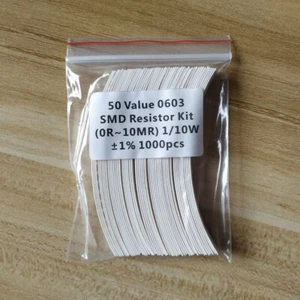 50 Value 0603
SMD Resistor Kit
(0R~10MR) 1/10W
±1% 1000pcs